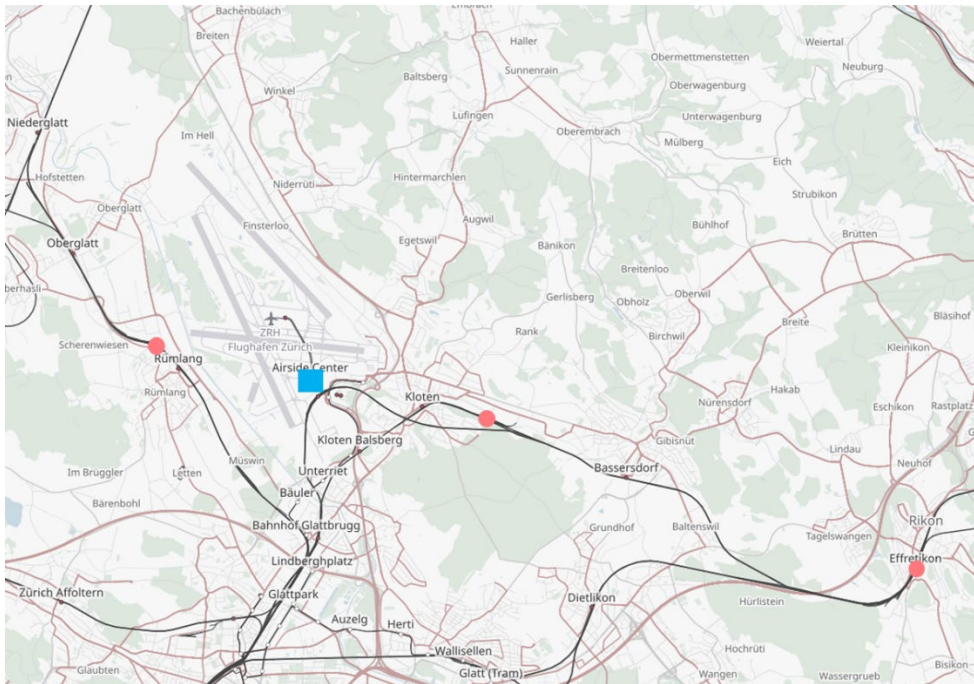 Embrach
Bachenbülach
Breiten
Haller
Weiertal
Obermettmenstetten
Neuburg
Sunnenrain
Baltsberg
Oberwagenburg
Winkel
Lufingen
Unterwagenburg
Niederglatt
Im Hell
Oberembrach
Mülberg
Eich
Hofstetten
Hintermarchlen
Niderrüti
Strubikon
Oberglatt
Augwil
Finsterloo
Bühlhof
Brütten
Oberglatt
Egetswil
Bänikon
Breitenloo
Oberwil
Gerlisberg
Obholz
Bläsihof
Breite
ZRH
Rank
Birchwil
Scherenwiesen
Flughafen Zürich
Kleinikon
Rümlang
Airside Center
Hakab
Rümlang
Kloten
Nürensdorf
Eschikon
Rastplatz
Kloten Balsberg
Gibisnüt
Lindau
Müswin
Neuhof
Im Brüggler
Letten
Unterriet
Bassersdorf
Bäuler
Bärenbohl
Rikon
Bahnhof Glattbrugg
Grundhof
Baltenswil
Tagelswangen
Lindberghplatz
Effretikon
Zürich Affoltern
Glattpark
Dietlikon
Hürlistein
Auzelg
Herti
Wallisellen
Hochrüti
Glaubten
Glatt (Tram)
Wangen
Wassergrueb
Bisikon